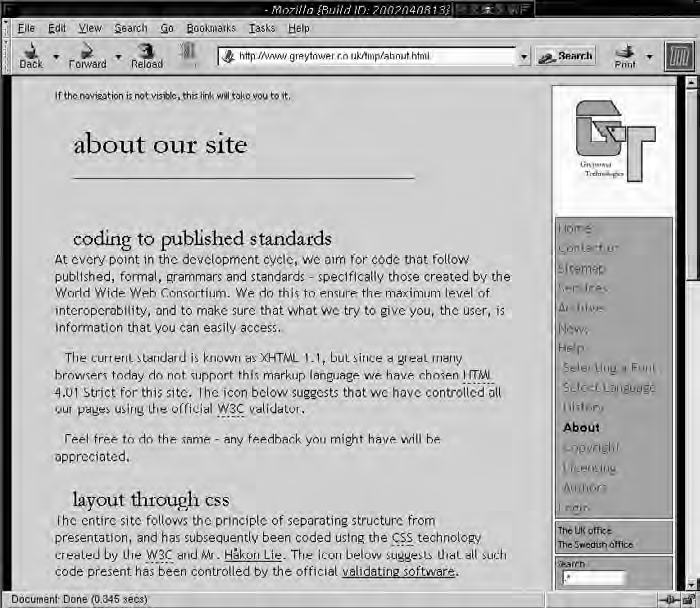 - Mozilla {Build ID: 2002040813}
File Edit View Search Go Bookmarks Tasks Help
Back Forward Reload http://www.greytower.co.uk/tmp/about.html Search Print
If the navigation is not visible, this link will take you to it.
about our site
coding to published standards
At every point in the development cycle, we aim for code that follow
published, formal, grammars and standards - specifically those created by the
World Wide Web Consortium. We do this to ensure the maximum level of
interoperability, and to make sure that what we try to give you, the user, is
information that you can easily access.
The current standard is known as XHTML 1.1, but since a great many
browsers today do not support this markup language we have chosen HTML
4.01 Strict for this site. The icon below suggests that we have controlled all
our pages using the official W3C validator.
Feel free to do the same - any feedback you might have will be
appreciated.
layout through css
The entire site follows the principle of separating structure from
presentation, and has subsequently been coded using the CSS technology
created by the W3C and Mr. Håkon Lie. The icon below suggests that all such
code present has been controlled by the official validating software.
GT
Greytower
Technologies
Home
Contact us
Sitemap
Services
Archive
News
Help
Selecting a Font
Select Language
History
About
Copyright
Licensing
Authors
Login
The UK office
The Swedish office
Search
Document: Done (0.345 secs)